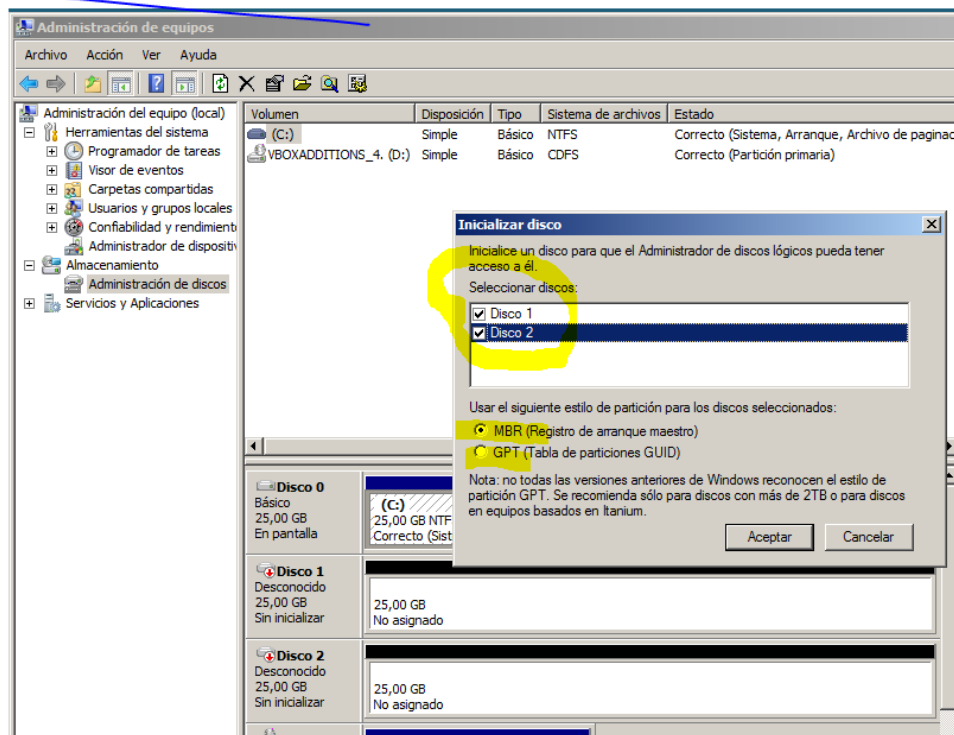 Administración de equipos
Archivo Acción Ver Ayuda
Administración del equipo (local)
Herramientas del sistema
Programador de tareas
Visor de eventos
Carpetas compartidas
Usuarios y grupos locales
Confiabilidad y rendimient
Administrador de dispositiv
Almacenamiento
Administración de discos
Servicios y Aplicaciones
Volumen Disposición Tipo Sistema de archivos Estado
(C:) Simple Básico NTFS Correcto (Sistema, Arranque, Archivo de paginac
VBOXADDITIONS_4. (D:) Simple Básico CDFS Correcto (Partición primaria)
Inicializar disco
Inicialice un disco para que el Administrador de discos lógicos pueda tener
acceso a él.
Seleccionar discos:
Disco 1
Disco 2
Usar el siguiente estilo de partición para los discos seleccionados:
MBR (Registro de arranque maestro)
GPT (Tabla de particiones GUID)
Nota: no todas las versiones anteriores de Windows reconocen el estilo de
partición GPT. Se recomienda sólo para discos con más de 2TB o para discos
en equipos basados en Itanium.
Aceptar Cancelar
Disco 0
Básico
25,00 GB
En pantalla
(C:)
25,00 GB NTF
Correcto (Sist
Disco 1
Desconocido
25,00 GB
Sin inicializar
25,00 GB
No asignado
Disco 2
Desconocido
25,00 GB
Sin inicializar
25,00 GB
No asignado